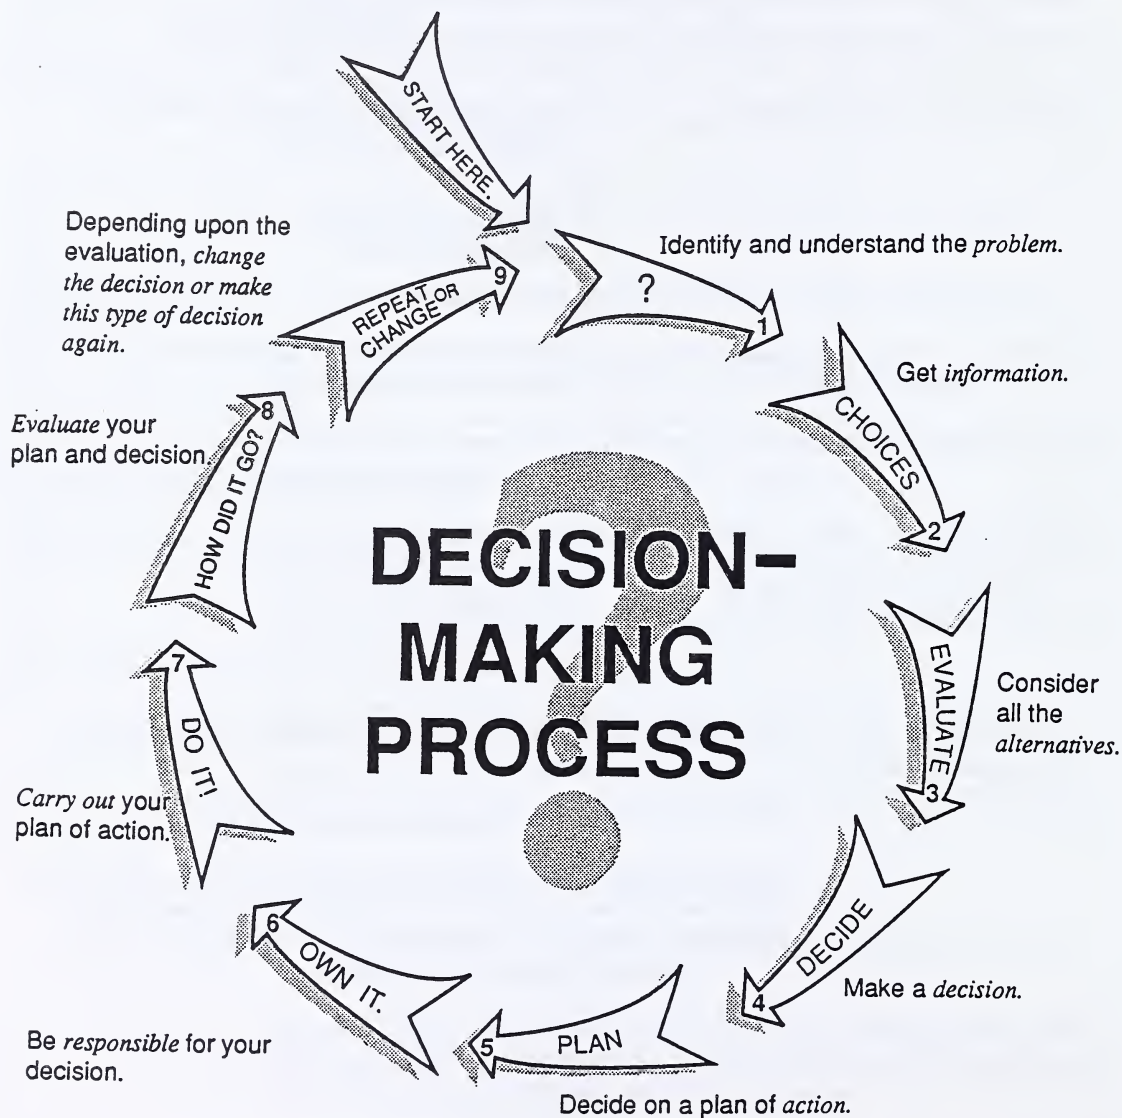 START HERE.
?
1
Identify and understand the problem.
CHOICES
2
Get information.
EVALUATE
3
Consider
all the
alternatives.
DECIDE
4
Make a decision.
PLAN
5
Decide on a plan of action.
OWN IT.
6
Be responsible for your
decision.
DO IT!
7
Carry out your
plan of action.
HOW DID IT GO?
8
Evaluate your
plan and decision.
REPEAT OR
CHANGE
9
Depending upon the
evaluation, change
the decision or make
this type of decision
again.
DECISION-
MAKING
PROCESS
?